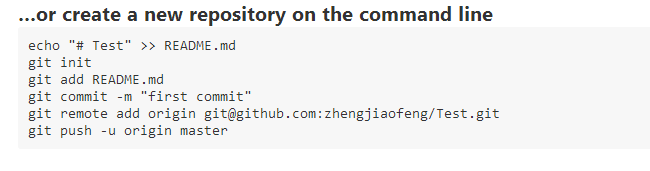 ...or create a new repository on the command line
echo "# Test" >> README.md
git init
git add README.md
git commit -m "first commit"
git remote add origin git@github.com:zhengjiaofeng/Test.git
git push -u origin master